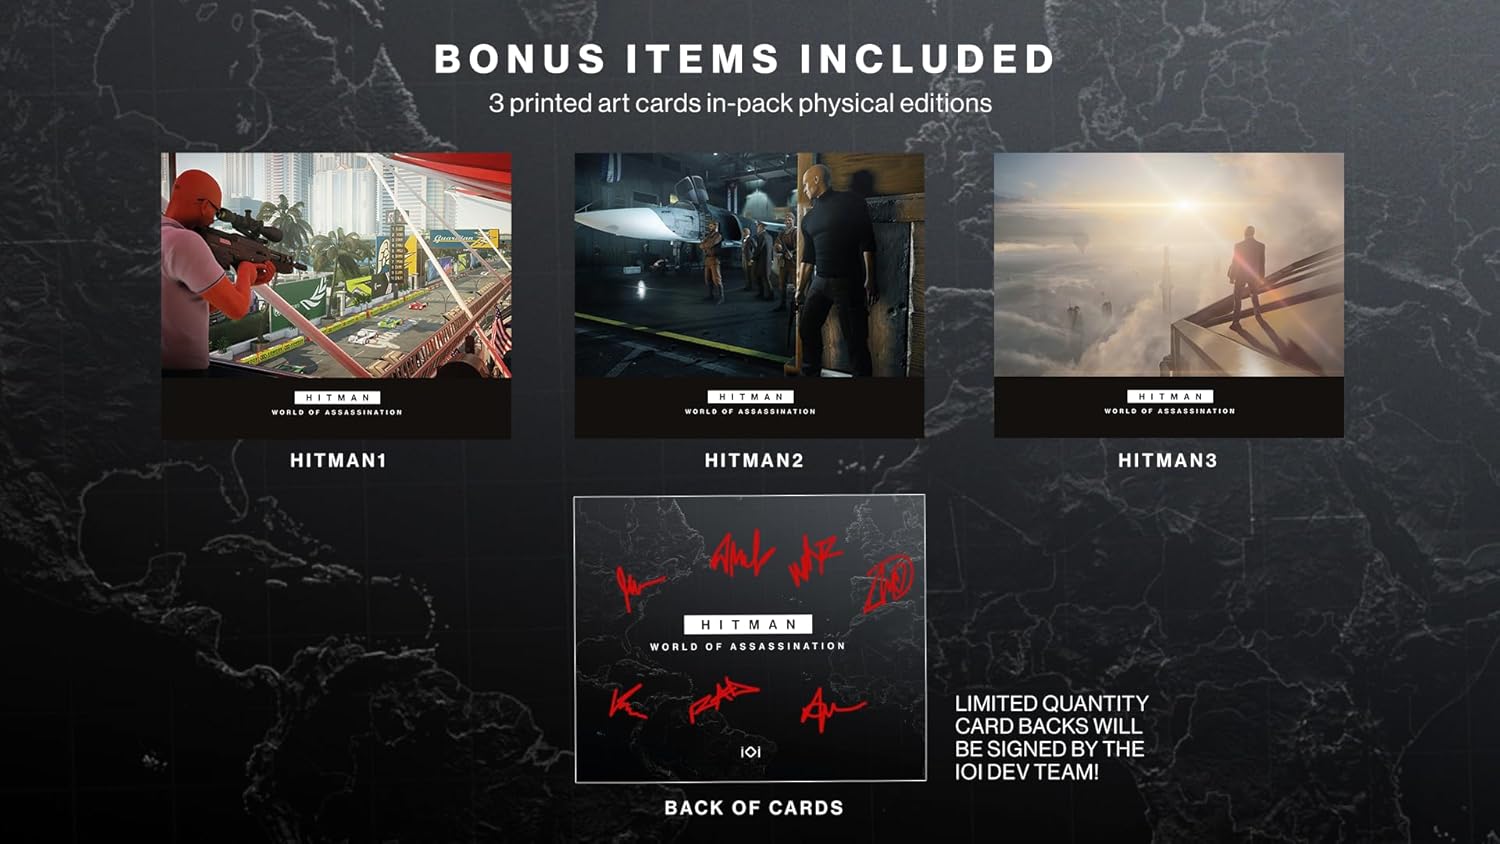 BONUS ITEMS INCLUDED
3 printed art cards in-pack physical editions
Guardian
HITMAN
WORLD OF ASSASSINATION
HITMAN1
HITMAN
WORLD OF ASSASSINATION
HITMAN2
HITMAN
WORLD OF ASSASSINATION
HITMAN3
HITMAN
WORLD OF ASSASSINATION
IOI
BACK OF CARDS
LIMITED QUANTITY
CARD BACKS WILL
BE SIGNED BY THE
IOI DEV TEAM!